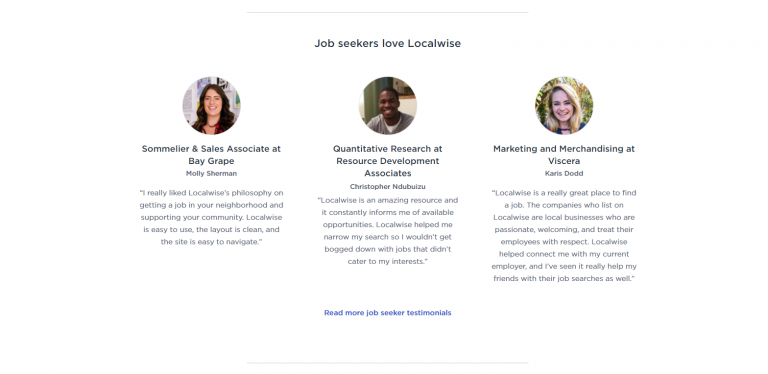 Job seekers love Localwise
Sommelier & Sales Associate at
Bay Grape
Molly Sherman
“I really liked Localwise’s philosophy on
getting a job in your neighborhood and
supporting your community. Localwise
is easy to use, the layout is clean, and
the site is easy to navigate.”
Quantitative Research at
Resource Development
Associates
Christopher Ndubuizu
“Localwise is an amazing resource and
it constantly informs me of available
opportunities. Localwise helped me
narrow my search so I wouldn’t get
bogged down with jobs that didn’t
cater to my interests.”
Marketing and Merchandising at
Viscera
Karis Dodd
“Localwise is a really great place to find
a job. The companies who list on
Localwise are local businesses who are
passionate, welcoming, and treat their
employees with respect. Localwise
helped connect me with my current
employer, and I’ve seen it really help my
friends with their job searches as well.”
Read more job seeker testimonials